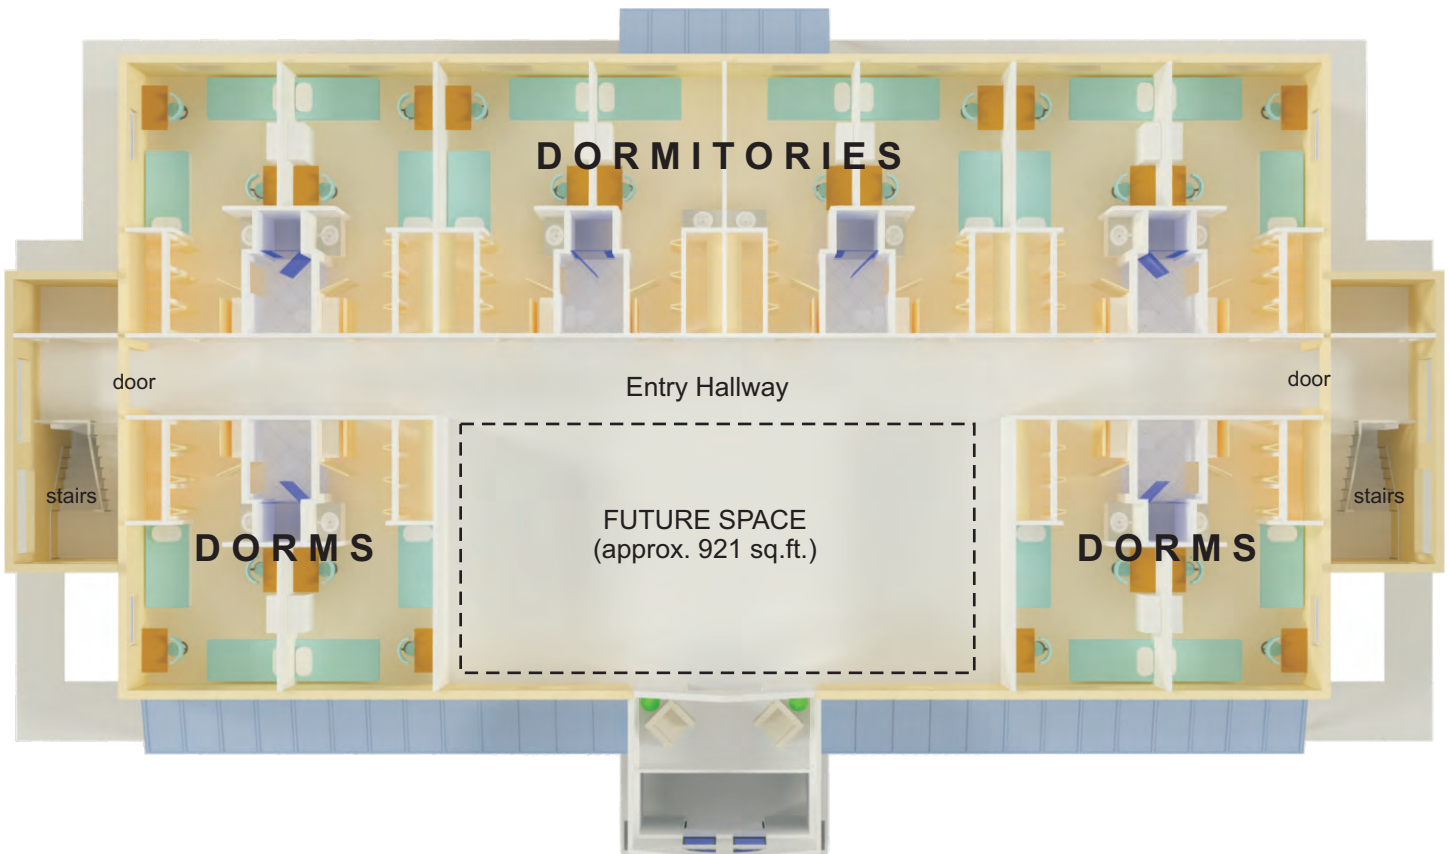 DORMITORIES
door
Entry Hallway
door
stairs
FUTURE SPACE
(approx. 921 sq.ft.)
stairs
DORMS
DORMS